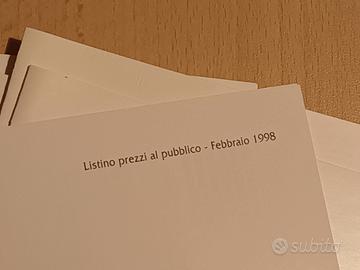 Listino prezzi al pubblico - Febbraio 1998
subito